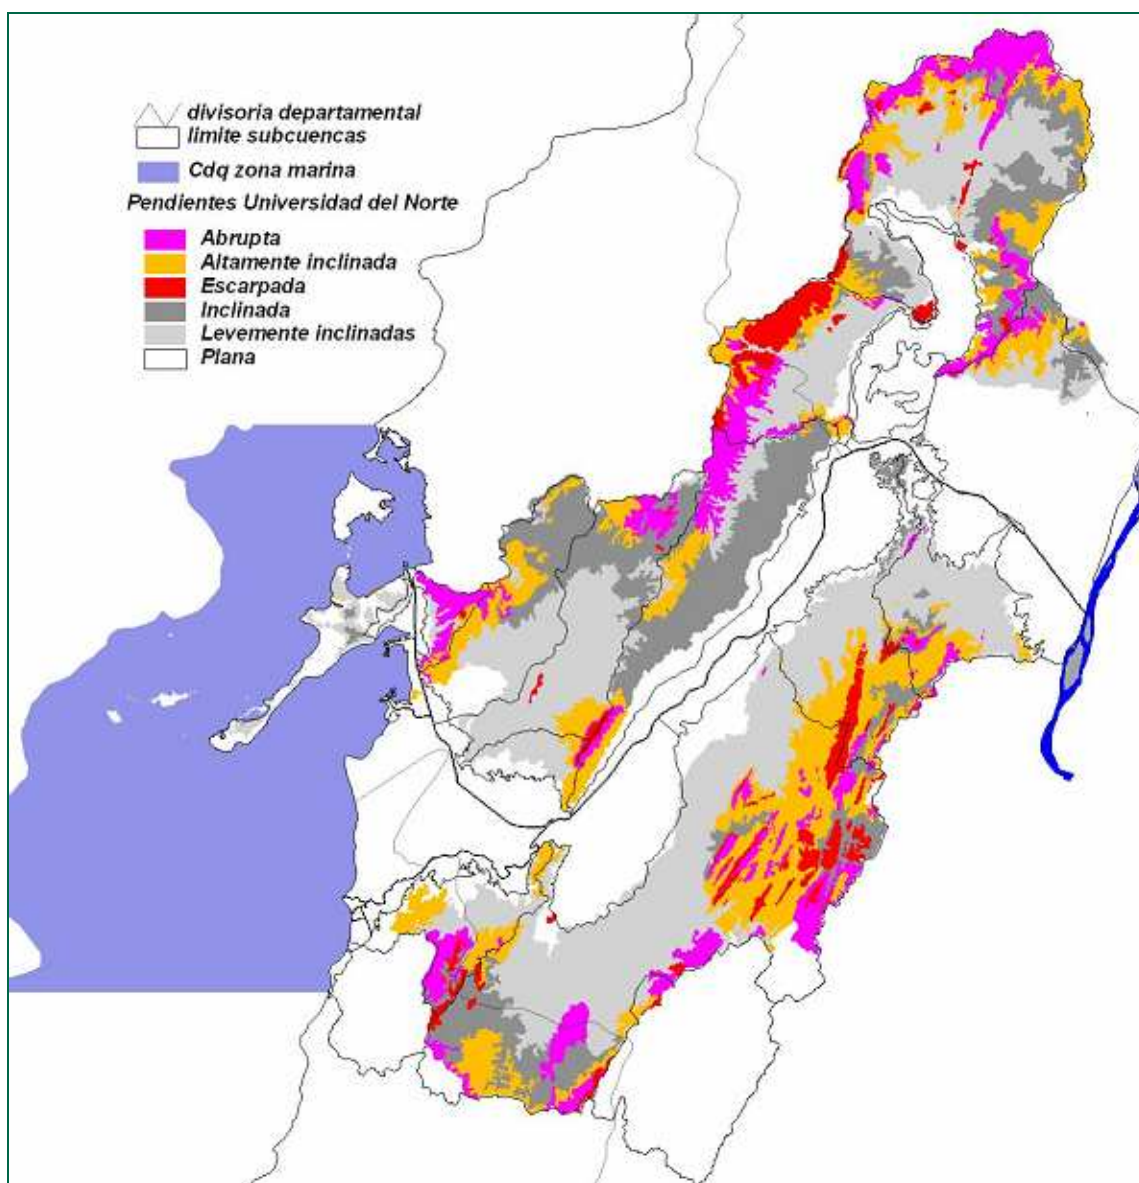 divisoria departamental
limite subcuencas
Cdq zona marina
Pendientes Universidad del Norte
Abrupta
Altamente inclinada
Escarpada
Inclinada
Levemente inclinadas
Plana